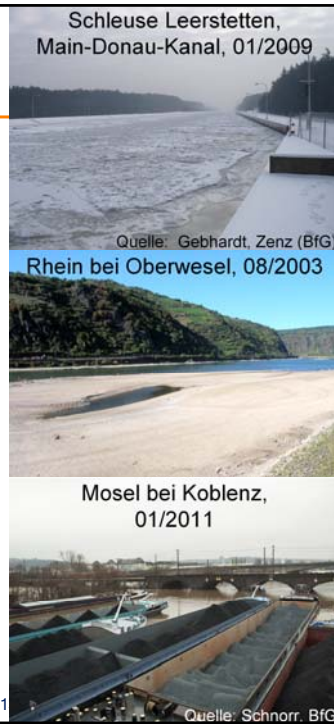 Schleuse Leerstetten,
Main-Donau-Kanal, 01/2009
Quelle: Gebhardt, Zenz (BfG)
Rhein bei Oberwesel, 08/2003
Mosel bei Koblenz,
01/2011
1
Quelle: Schnorr, BfG